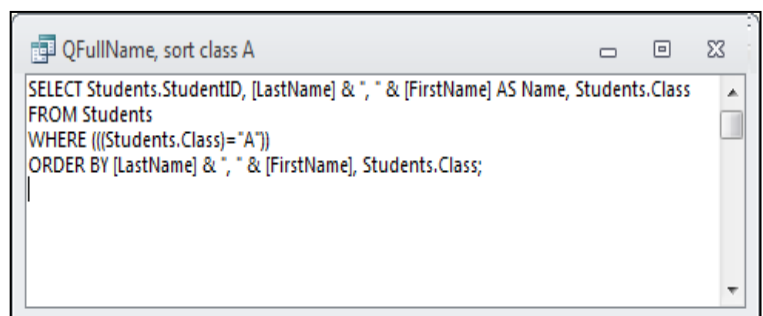 QFullName, sort class A
SELECT Students.StudentID, [LastName] & ", " & [FirstName] AS Name, Students.Class
FROM Students
WHERE (((Students.Class)="A"))
ORDER BY [LastName] & ", " & [FirstName], Students.Class;